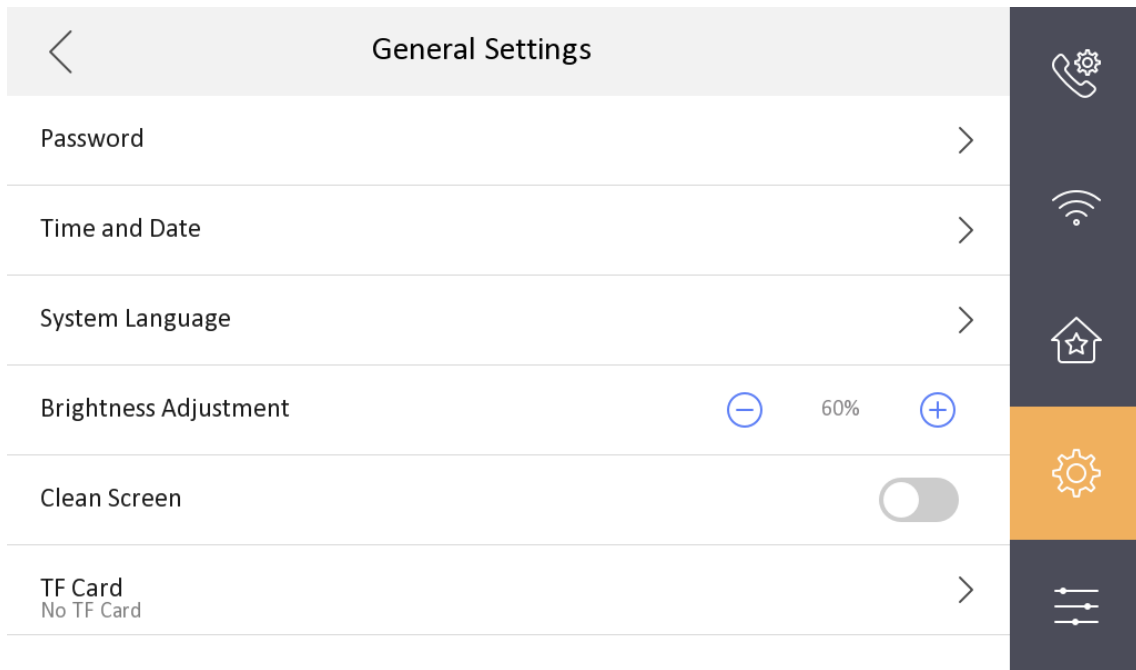 General Settings
Password
Time and Date
System Language
Brightness Adjustment
60%
Clean Screen
TF Card
No TF Card